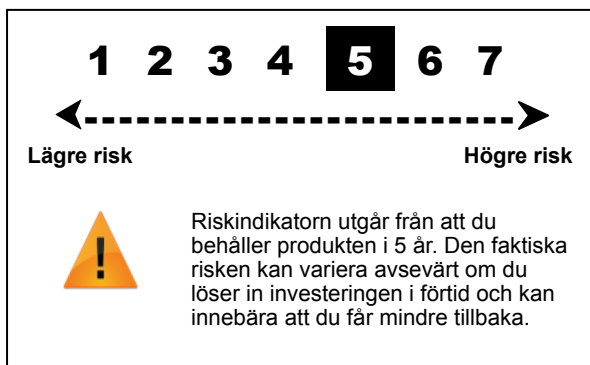 1 2 3 4 5 6 7
Lägre risk Högre risk
!
Riskindikatorn utgår från att du
behåller produkten i 5 år. Den faktiska
risken kan variera avsevärt om du
löser in investeringen i förtid och kan
innebära att du får mindre tillbaka.